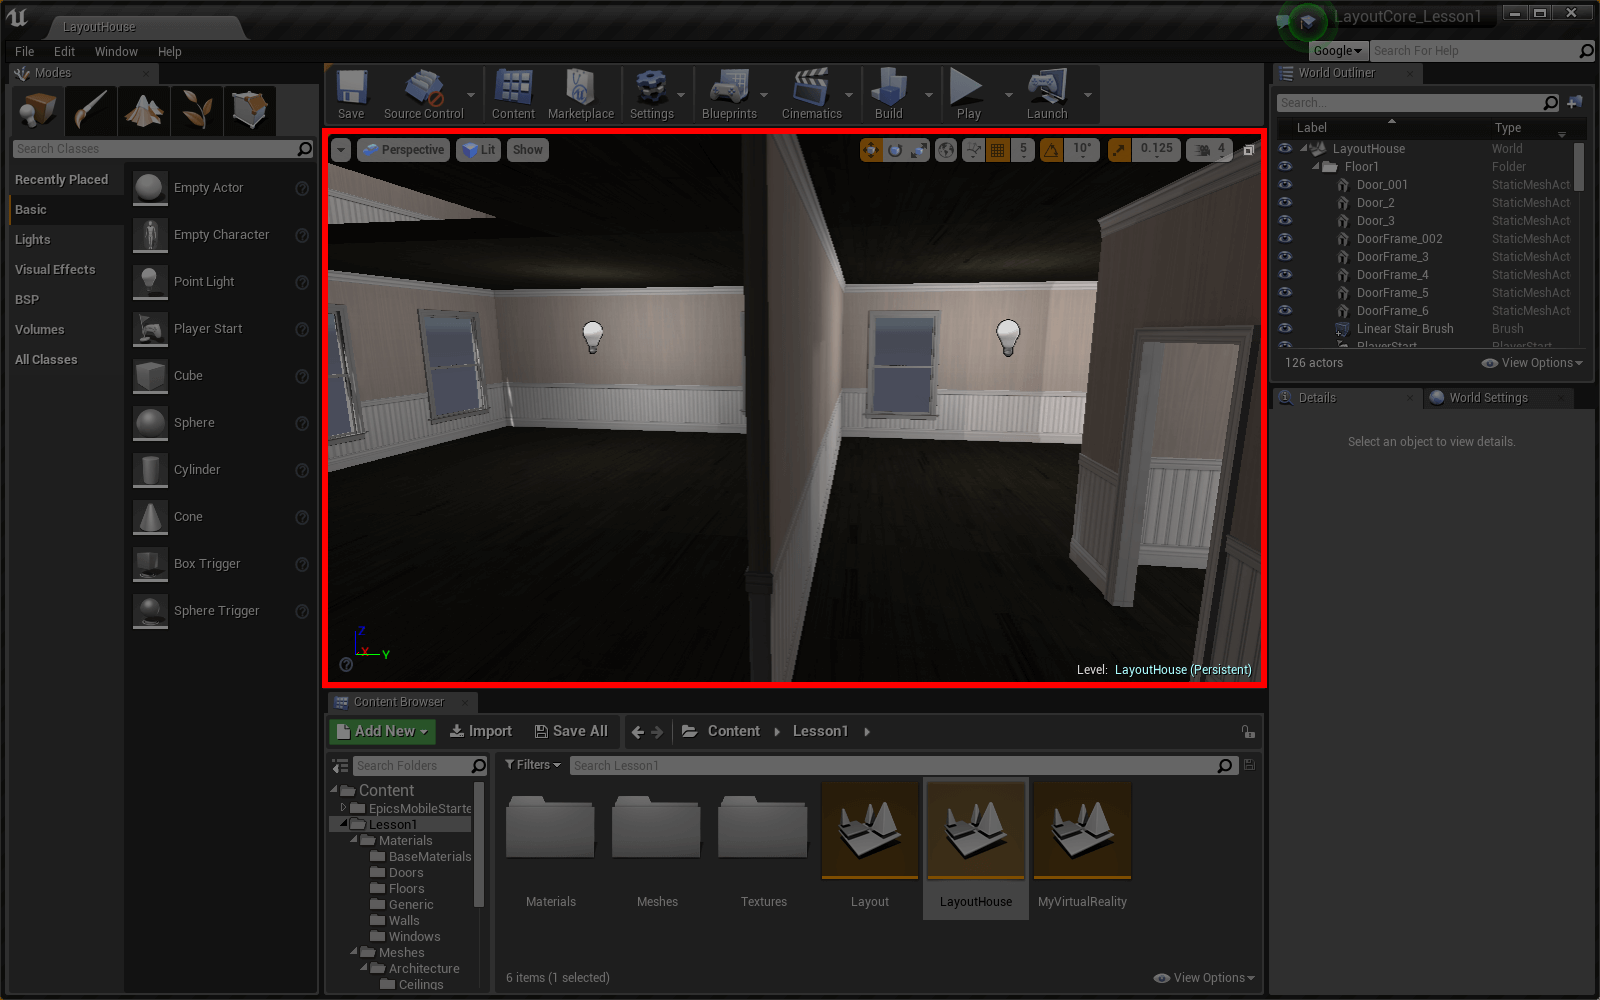 LayoutHouse
LayoutCore_Lesson1
File Edit Window Help
Google
Search For Help
Modes
Search Classes
Recently Placed
Basic
Lights
Visual Effects
BSP
Volumes
All Classes
Empty Actor
Empty Character
Point Light
Player Start
Cube
Sphere
Cylinder
Cone
Box Trigger
Sphere Trigger
Save
Source Control
Content
Marketplace
Settings
Blueprints
Cinematics
Build
Play
Launch
Perspective
Lit
Show
5
10°
0.125
4
Z
X
Y
Level: LayoutHouse (Persistent)
World Outliner
Search...
Label Type
LayoutHouse World
Floor1 Folder
Door_001 StaticMeshAct
Door_2 StaticMeshAct
Door_3 StaticMeshAct
DoorFrame_002 StaticMeshAct
DoorFrame_3 StaticMeshAct
DoorFrame_4 StaticMeshAct
DoorFrame_5 StaticMeshAct
DoorFrame_6 StaticMeshAct
Linear Stair Brush Brush
PlayerStart PlayerStart
126 actors
View Options
Details
World Settings
Select an object to view details.
Content Browser
Add New
Import
Save All
Content
Lesson1
Search Folders
Filters
Search Lesson1
Content
EpicsMobileStarte
Lesson1
Materials
BaseMaterials
Doors
Floors
Generic
Walls
Windows
Meshes
Architecture
Ceilings
Materials
Meshes
Textures
Layout
LayoutHouse
MyVirtualReality
6 items (1 selected)
View Options